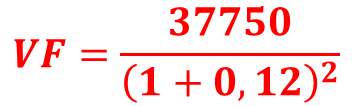 VF = 37750 / (1 + 0,12)²